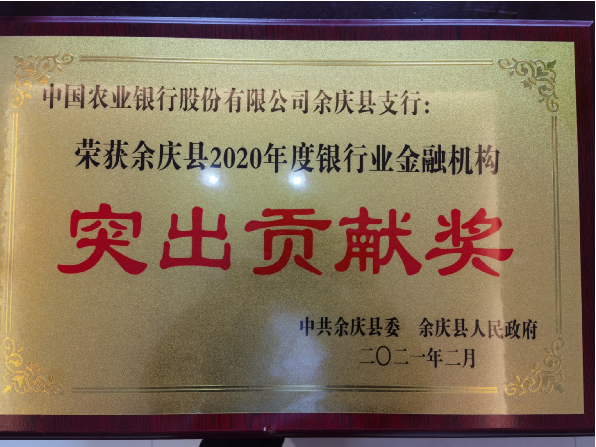 中国农业银行股份有限公司余庆县支行：
荣获余庆县2020年度银行业金融机构
突出贡献奖
中共余庆县委 余庆县人民政府
二〇二一年二月